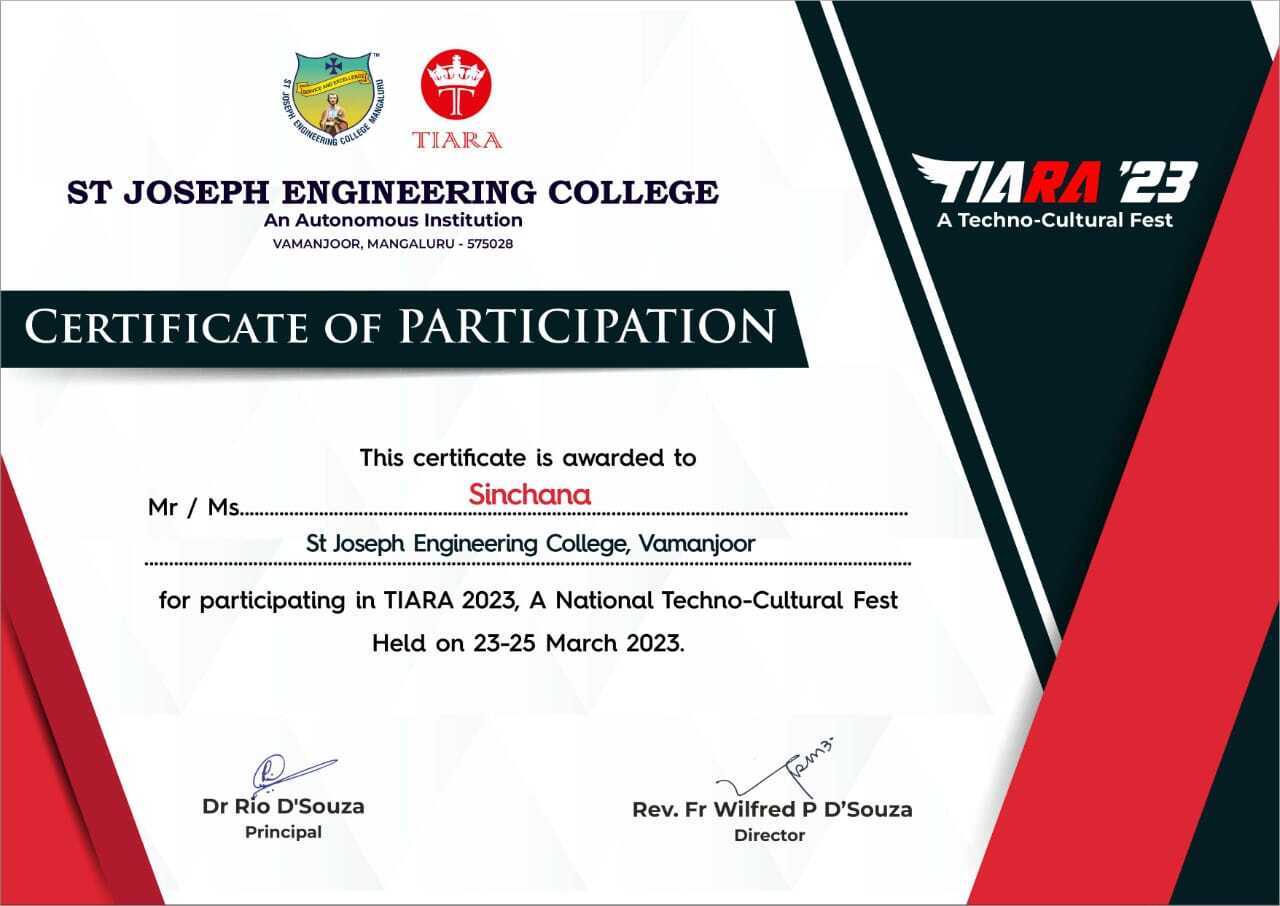 SERVICE AND EXCELLENCE
ST JOSEPH ENGINEERING COLLEGE MANGALURU
TM
TIARA
ST JOSEPH ENGINEERING COLLEGE
An Autonomous Institution
VAMANJOOR, MANGALURU - 575028
TIARA '23
A Techno-Cultural Fest
CERTIFICATE OF PARTICIPATION
This certificate is awarded to
Mr / Ms. Sinchana
St Joseph Engineering College, Vamanjoor
for participating in TIARA 2023, A National Techno-Cultural Fest
Held on 23-25 March 2023.
Dr Rio D'Souza
Principal
Rev. Fr Wilfred P D’Souza
Director